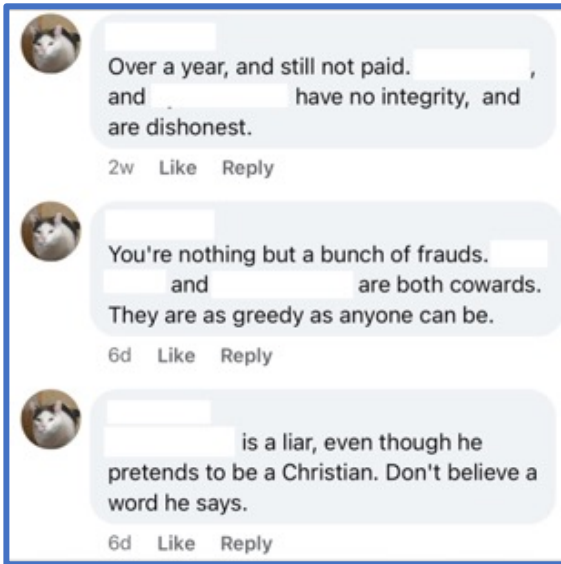 Over a year, and still not paid. ,
and have no integrity, and
are dishonest.
2w Like Reply
You're nothing but a bunch of frauds.
and are both cowards.
They are as greedy as anyone can be.
6d Like Reply
is a liar, even though he
pretends to be a Christian. Don't believe a
word he says.
6d Like Reply